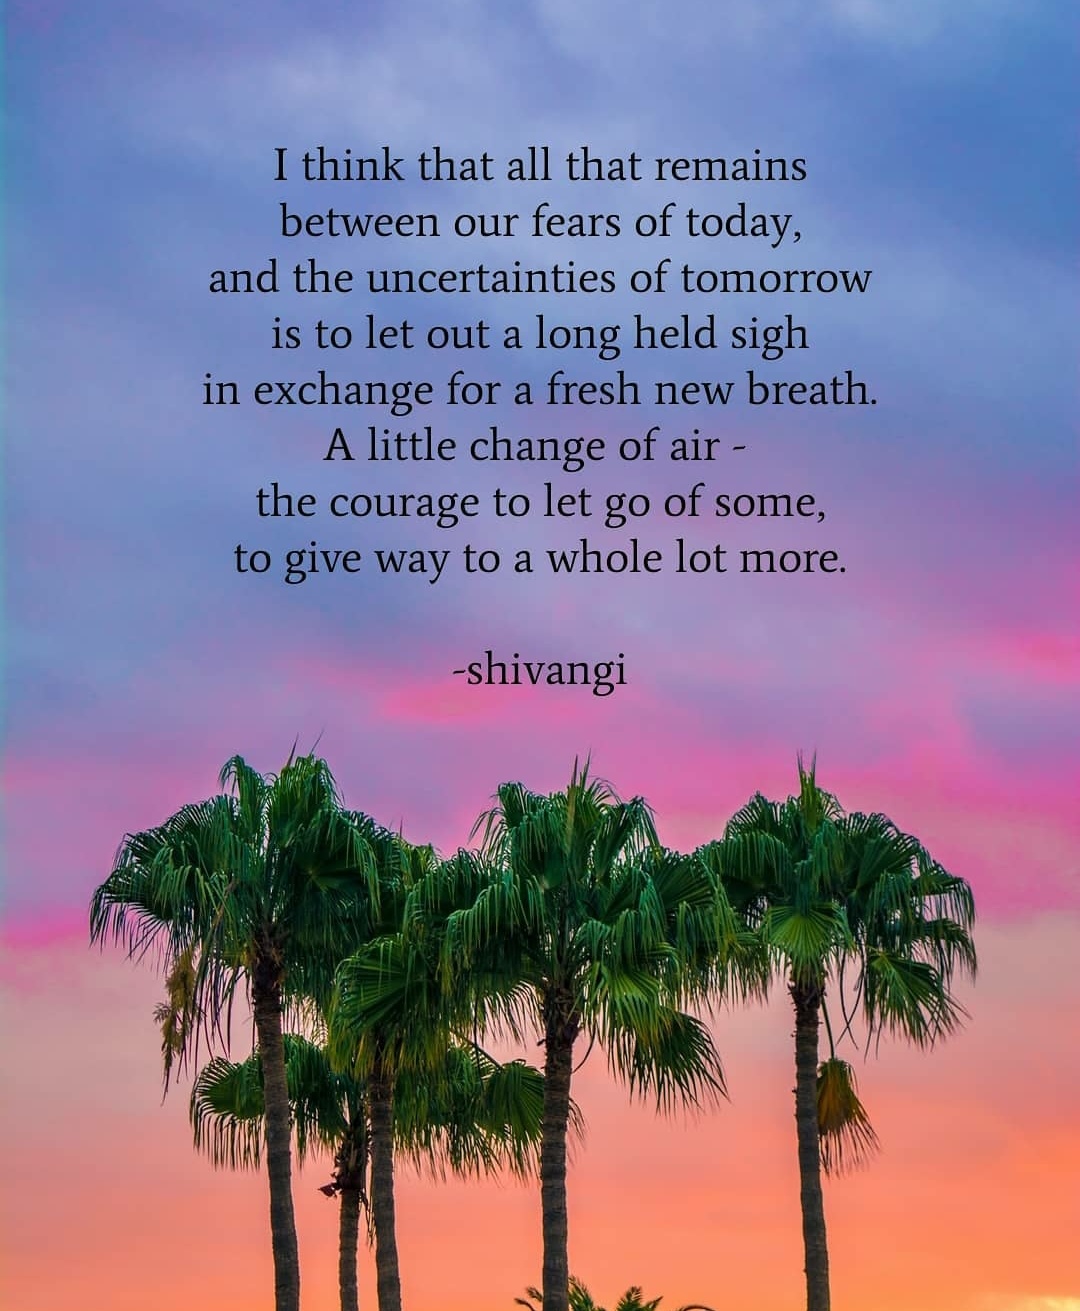 I think that all that remains
between our fears of today,
and the uncertainties of tomorrow
is to let out a long held sigh
in exchange for a fresh new breath.
A little change of air -
the courage to let go of some,
to give way to a whole lot more.
-shivangi